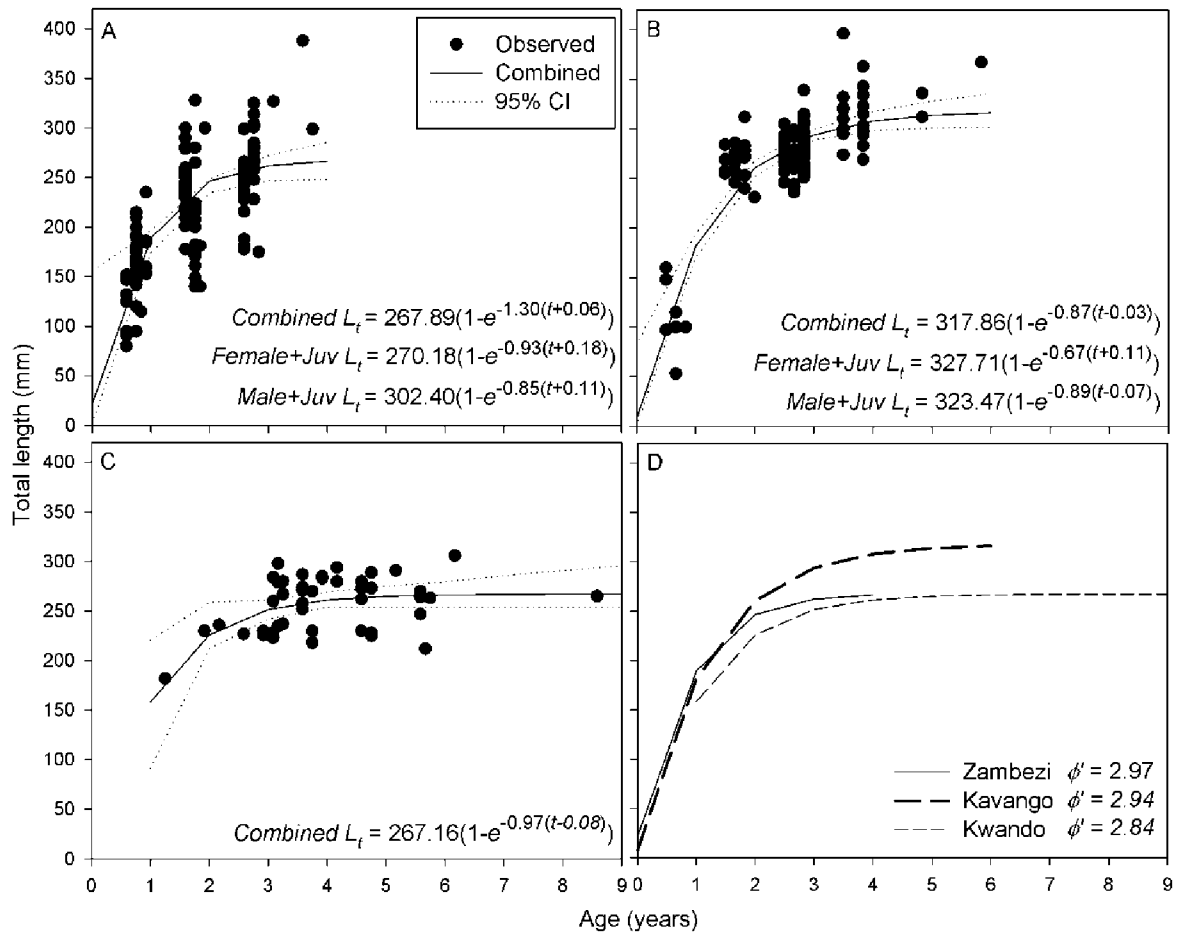 A
Observed
Combined
95% CI
400
350
300
250
200
150
100
50
0
Combined Lt = 267.89(1-e-1.30(t+0.06))
Female+Juv Lt = 270.18(1-e-0.93(t+0.18))
Male+Juv Lt = 302.40(1-e-0.85(t+0.11))
B
Combined Lt = 317.86(1-e-0.87(t-0.03))
Female+Juv Lt = 327.71(1-e-0.67(t+0.11))
Male+Juv Lt = 323.47(1-e-0.89(t-0.07))
Total length (mm)
C
400
350
300
250
200
150
100
50
0
Combined Lt = 267.16(1-e-0.97(t-0.08))
0 1 2 3 4 5 6 7 8 9
D
Zambezi ϕ' = 2.97
Kavango ϕ' = 2.94
Kwando ϕ' = 2.84
0 1 2 3 4 5 6 7 8 9
Age (years)